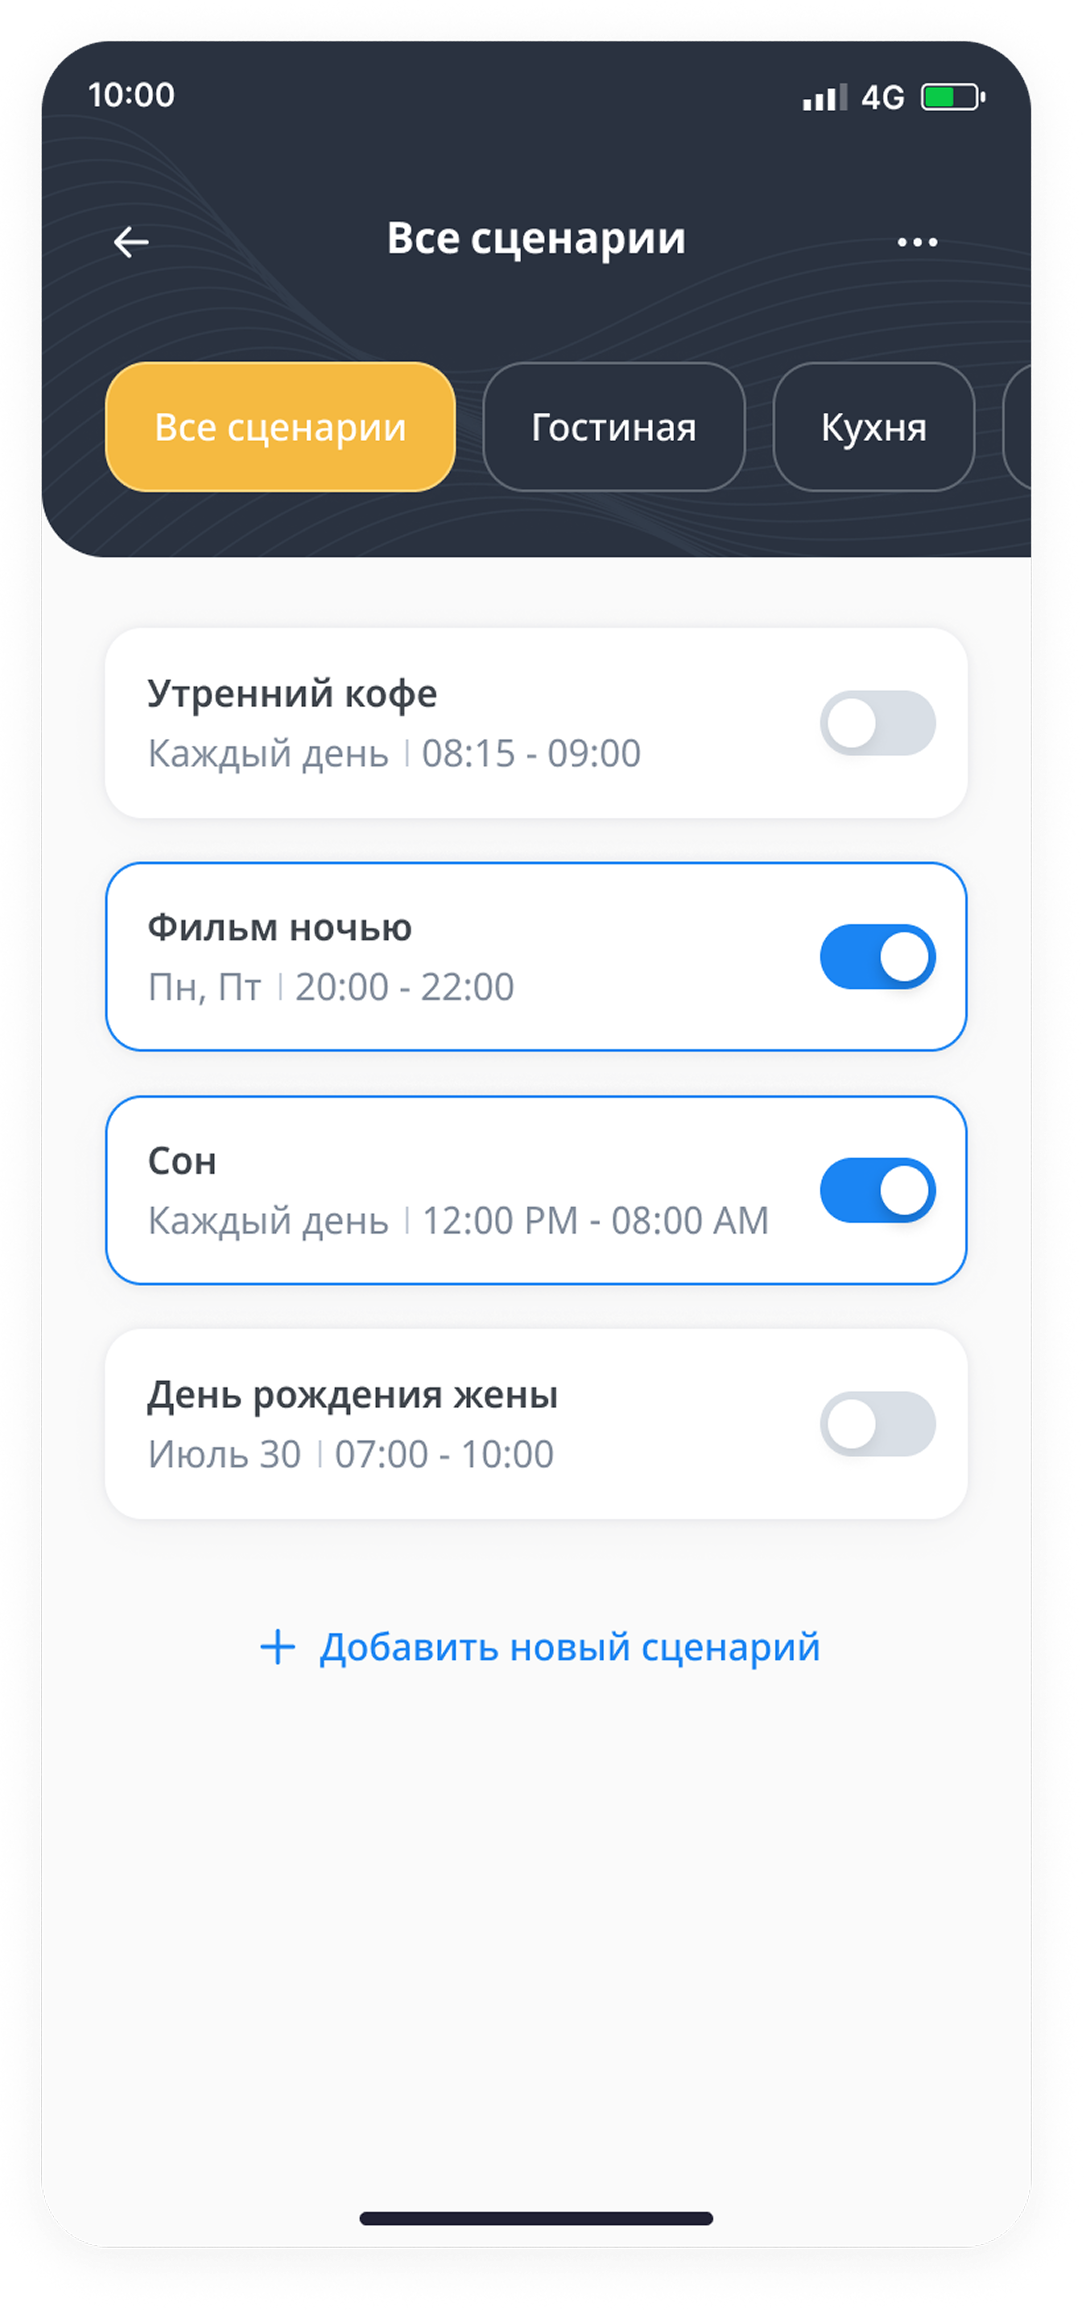 10:00
4G
Все сценарии
Все сценарии
Гостиная
Кухня
Утренний кофе
Каждый день | 08:15 - 09:00
Фильм ночью
Пн, Пт | 20:00 - 22:00
Сон
Каждый день | 12:00 PM - 08:00 AM
День рождения жены
Июль 30 | 07:00 - 10:00
+ Добавить новый сценарий